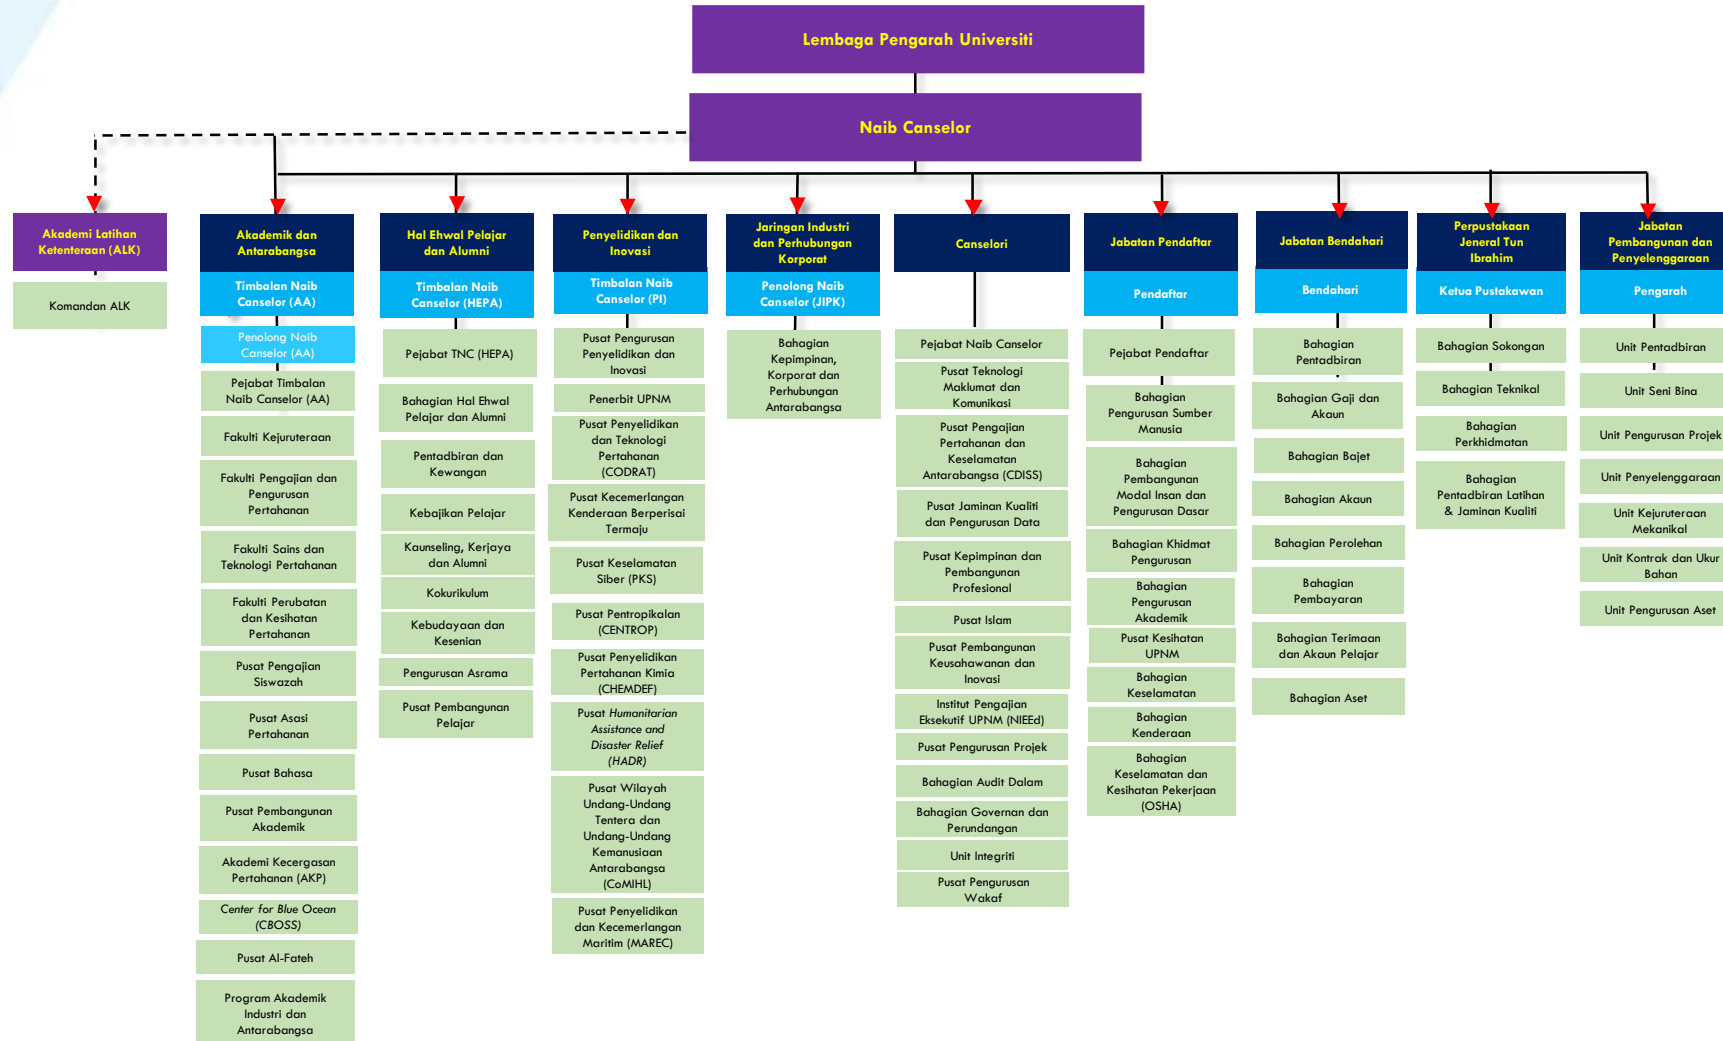 Lembaga Pengarah Universiti
Naib Canselor
Akademi Latihan
Ketenteraan (ALK)
Komandan ALK
Akademik dan
Antarabangsa
Timbalan Naib
Canselor (AA)
Penolong Naib
Canselor (AA)
Pejabat Timbalan
Naib Canselor (AA)
Fakulti Kejuruteraan
Fakulti Pengajian dan
Pengurusan
Pertahanan
Fakulti Sains dan
Teknologi Pertahanan
Fakulti Perubatan
dan Kesihatan
Pertahanan
Pusat Pengajian
Siswazah
Pusat Asasi
Pertahanan
Pusat Bahasa
Pusat Pembangunan
Akademik
Akademi Kecergasan
Pertahanan (AKP)
Center for Blue Ocean
(CBOSS)
Pusat Al-Fateh
Program Akademik
Industri dan
Antarabangsa
Hal Ehwal Pelajar
dan Alumni
Timbalan Naib
Canselor (HEPA)
Pejabat TNC (HEPA)
Bahagian Hal Ehwal
Pelajar dan Alumni
Pentadbiran dan
Kewangan
Kebajikan Pelajar
Kaunseling, Kerjaya
dan Alumni
Kokurikulum
Kebudayaan dan
Kesenian
Pengurusan Asrama
Pusat Pembangunan
Pelajar
Penyelidikan dan
Inovasi
Timbalan Naib
Canselor (PI)
Pusat Pengurusan
Penyelidikan dan
Inovasi
Penerbit UPNM
Pusat Penyelidikan
dan Teknologi
Pertahanan
(CODRAT)
Pusat Kecemerlangan
Kenderaan Berperisai
Termaju
Pusat Keselamatan
Siber (PKS)
Pusat Pentropikalan
(CENTROP)
Pusat Penyelidikan
Pertahanan Kimia
(CHEMDEF)
Pusat Humanitarian
Assistance and
Disaster Relief
(HADR)
Pusat Wilayah
Undang-Undang
Tentera dan
Undang-Undang
Kemanusiaan
Antarabangsa
(CoMIHL)
Pusat Penyelidikan
dan Kecemerlangan
Maritim (MAREC)
Jaringan Industri
dan Perhubungan
Korporat
Penolong Naib
Canselor (JIPK)
Bahagian
Kepimpinan,
Korporat dan
Perhubungan
Antarabangsa
Canselori
Pejabat Naib Canselor
Pusat Teknologi
Maklumat dan
Komunikasi
Pusat Pengajian
Pertahanan dan
Keselamatan
Antarabangsa (CDISS)
Pusat Jaminan Kualiti
dan Pengurusan Data
Pusat Kepimpinan dan
Pembangunan
Profesional
Pusat Islam
Pusat Pembangunan
Keusahawanan dan
Inovasi
Institut Pengajian
Eksekutif UPNM (NIEEd)
Pusat Pengurusan Projek
Bahagian Audit Dalam
Bahagian Governan dan
Perundangan
Unit Integriti
Pusat Pengurusan
Wakaf
Jabatan Pendaftar
Pendaftar
Pejabat Pendaftar
Bahagian
Pengurusan Sumber
Manusia
Bahagian
Pembangunan
Modal Insan dan
Pengurusan Dasar
Bahagian Khidmat
Pengurusan
Bahagian
Pengurusan
Akademik
Pusat Kesihatan
UPNM
Bahagian
Keselamatan
Bahagian
Kenderaan
Bahagian
Keselamatan dan
Kesihatan Pekerjaan
(OSHA)
Jabatan Bendahari
Bendahari
Bahagian
Pentadbiran
Bahagian Gaji dan
Akaun
Bahagian Bajet
Bahagian Akaun
Bahagian Perolehan
Bahagian
Pembayaran
Bahagian Terimaan
dan Akaun Pelajar
Bahagian Aset
Perpustakaan
Jeneral Tun
Ibrahim
Ketua Pustakawan
Bahagian Sokongan
Bahagian Teknikal
Bahagian
Perkhidmatan
Bahagian
Pentadbiran Latihan
& Jaminan Kualiti
Jabatan
Pembangunan dan
Penyelenggaraan
Pengarah
Unit Pentadbiran
Unit Seni Bina
Unit Pengurusan Projek
Unit Penyelenggaraan
Unit Kejuruteraan
Mekanikal
Unit Kontrak dan Ukur
Bahan
Unit Pengurusan Aset